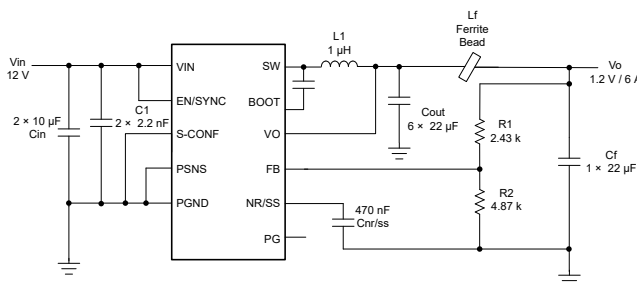 Lf
Ferrite
Bead
L1
1 µH
Vin
12 V
Vo
1.2 V / 6 A
VIN
SW
EN/SYNC
BOOT
C1
2 × 2.2 nF
2 × 10 µF
Cin
S-CONF
VO
Cout
6 × 22 µF
R1
2.43 k
PSNS
FB
Cf
1 × 22 µF
PGND
NR/SS
470 nF
Cnr/ss
R2
4.87 k
PG